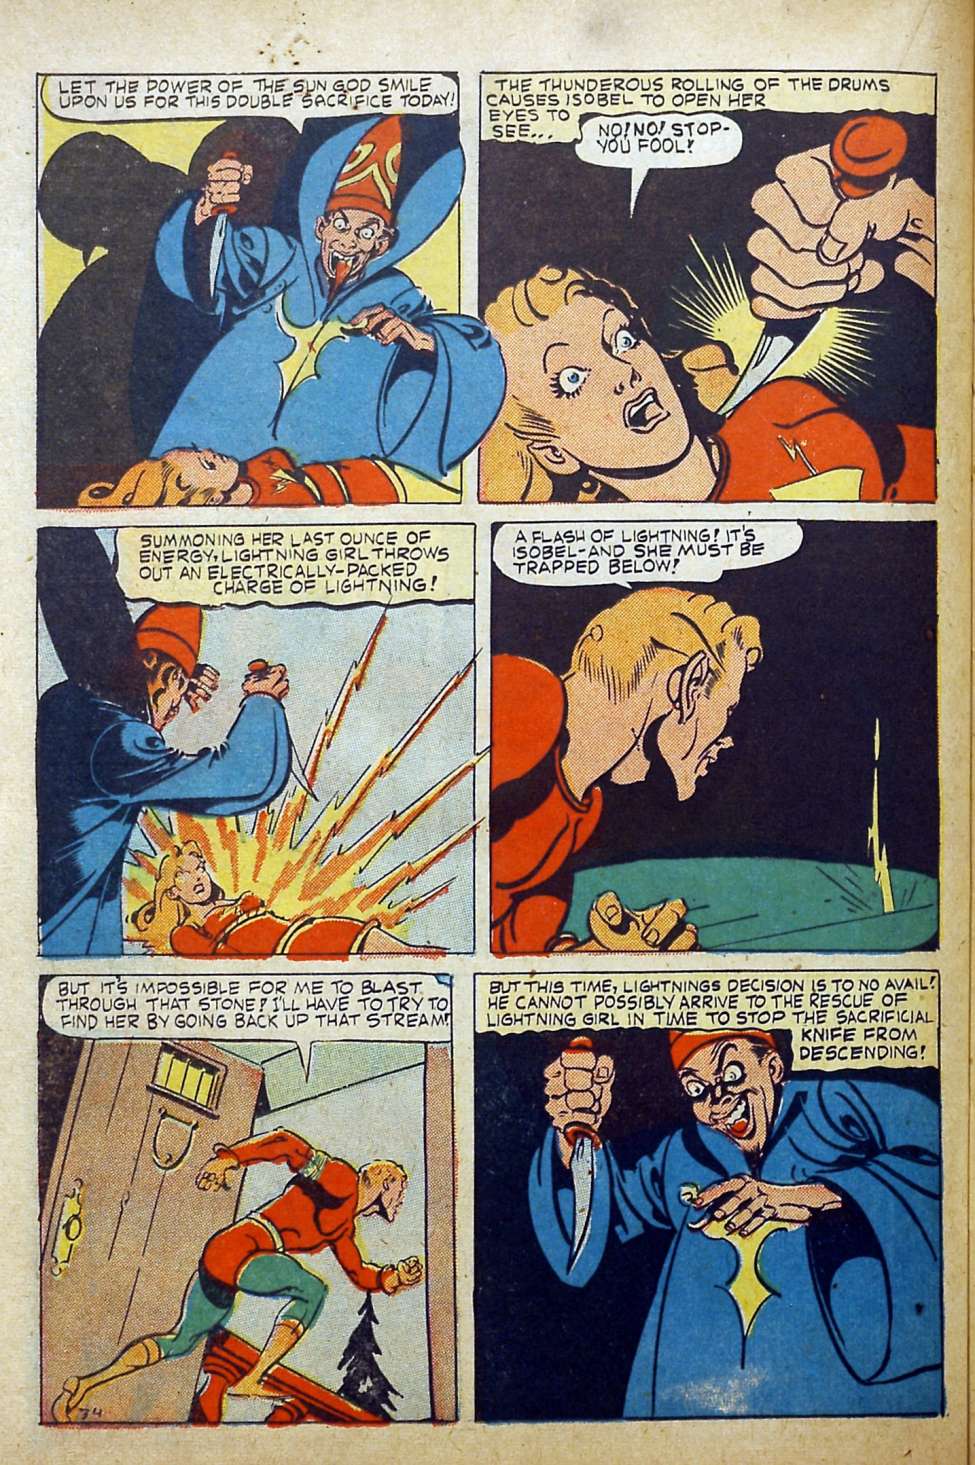 LET THE POWER OF THE SUN GOD SMILE
UPON US FOR THIS DOUBLE SACRIFICE TODAY!
THE THUNDEROUS ROLLING OF THE DRUMS
CAUSES ISOBEL TO OPEN HER
EYES TO
SEE...
NO! NO! STOP-
YOU FOOL!
SUMMONING HER LAST OUNCE OF
ENERGY, LIGHTNING GIRL THROWS
OUT AN ELECTRICALLY-PACKED
CHARGE OF LIGHTNING!
A FLASH OF LIGHTNING! IT'S
ISOBEL-AND SHE MUST BE
TRAPPED BELOW!
BUT IT'S IMPOSSIBLE FOR ME TO BLAST
THROUGH THAT STONE! I'LL HAVE TO TRY TO
FIND HER BY GOING BACK UP THAT STREAM!
BUT THIS TIME, LIGHTNINGS DECISION IS TO NO AVAIL!
HE CANNOT POSSIBLY ARRIVE TO THE RESCUE OF
LIGHTNING GIRL IN TIME TO STOP THE SACRIFICIAL
KNIFE FROM
DESCENDING!
34